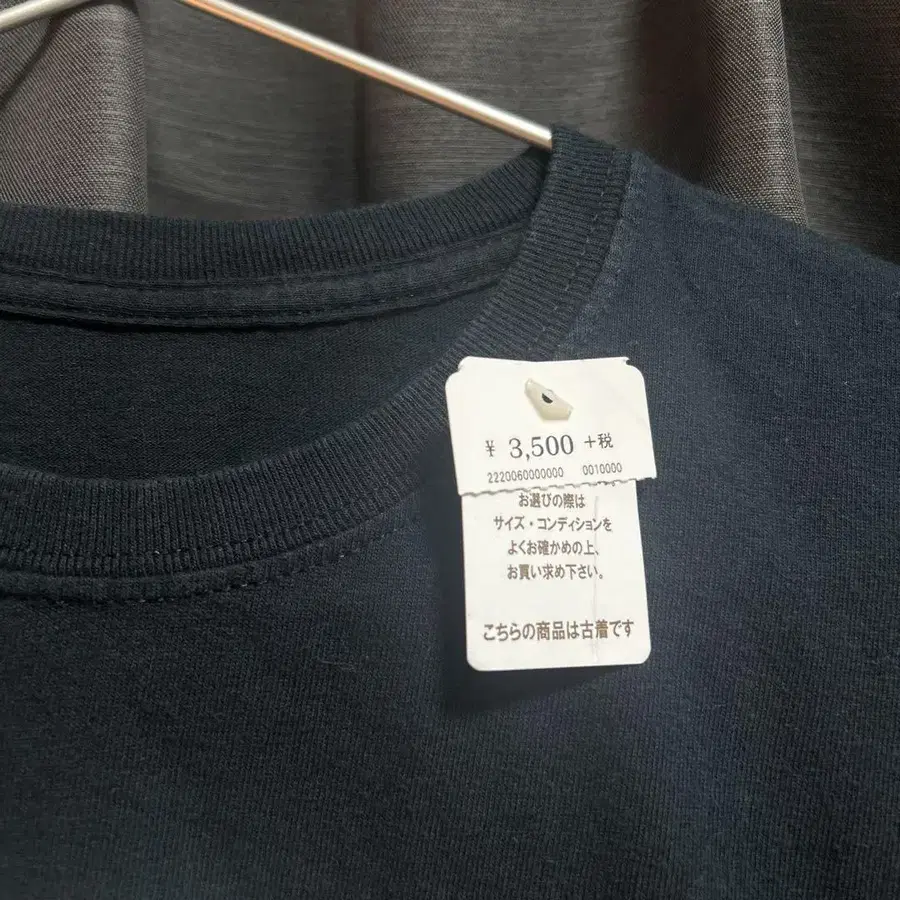 ¥ 3,500 +税
2220060000000 0010000
お選びの際は
サイズ・コンディションを
よくお確かめの上、
お買い求め下さい。
こちらの商品は古着です